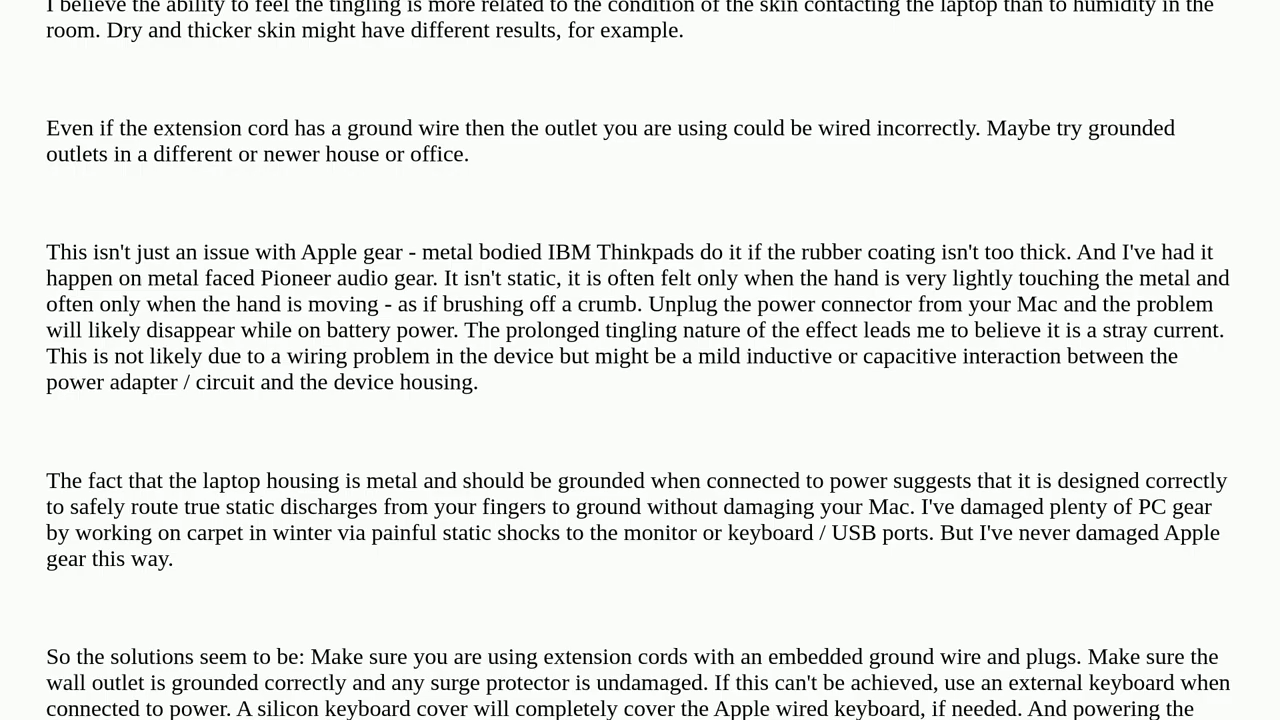 I believe the ability to feel the tingling is more related to the condition of the skin contacting the laptop than to humidity in the
room. Dry and thicker skin might have different results, for example.
Even if the extension cord has a ground wire then the outlet you are using could be wired incorrectly. Maybe try grounded
outlets in a different or newer house or office.
This isn't just an issue with Apple gear - metal bodied IBM Thinkpads do it if the rubber coating isn't too thick. And I've had it
happen on metal faced Pioneer audio gear. It isn't static, it is often felt only when the hand is very lightly touching the metal and
often only when the hand is moving - as if brushing off a crumb. Unplug the power connector from your Mac and the problem
will likely disappear while on battery power. The prolonged tingling nature of the effect leads me to believe it is a stray current.
This is not likely due to a wiring problem in the device but might be a mild inductive or capacitive interaction between the
power adapter / circuit and the device housing.
The fact that the laptop housing is metal and should be grounded when connected to power suggests that it is designed correctly
to safely route true static discharges from your fingers to ground without damaging your Mac. I've damaged plenty of PC gear
by working on carpet in winter via painful static shocks to the monitor or keyboard / USB ports. But I've never damaged Apple
gear this way.
So the solutions seem to be: Make sure you are using extension cords with an embedded ground wire and plugs. Make sure the
wall outlet is grounded correctly and any surge protector is undamaged. If this can't be achieved, use an external keyboard when
connected to power. A silicon keyboard cover will completely cover the Apple wired keyboard, if needed. And powering the